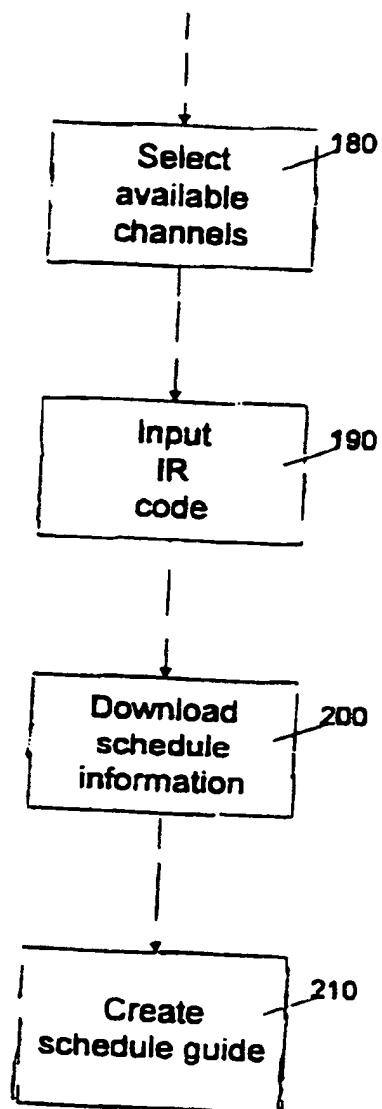 180
Select
available
channels
190
Input
IR
code
200
Download
schedule
information
210
Create
schedule guide